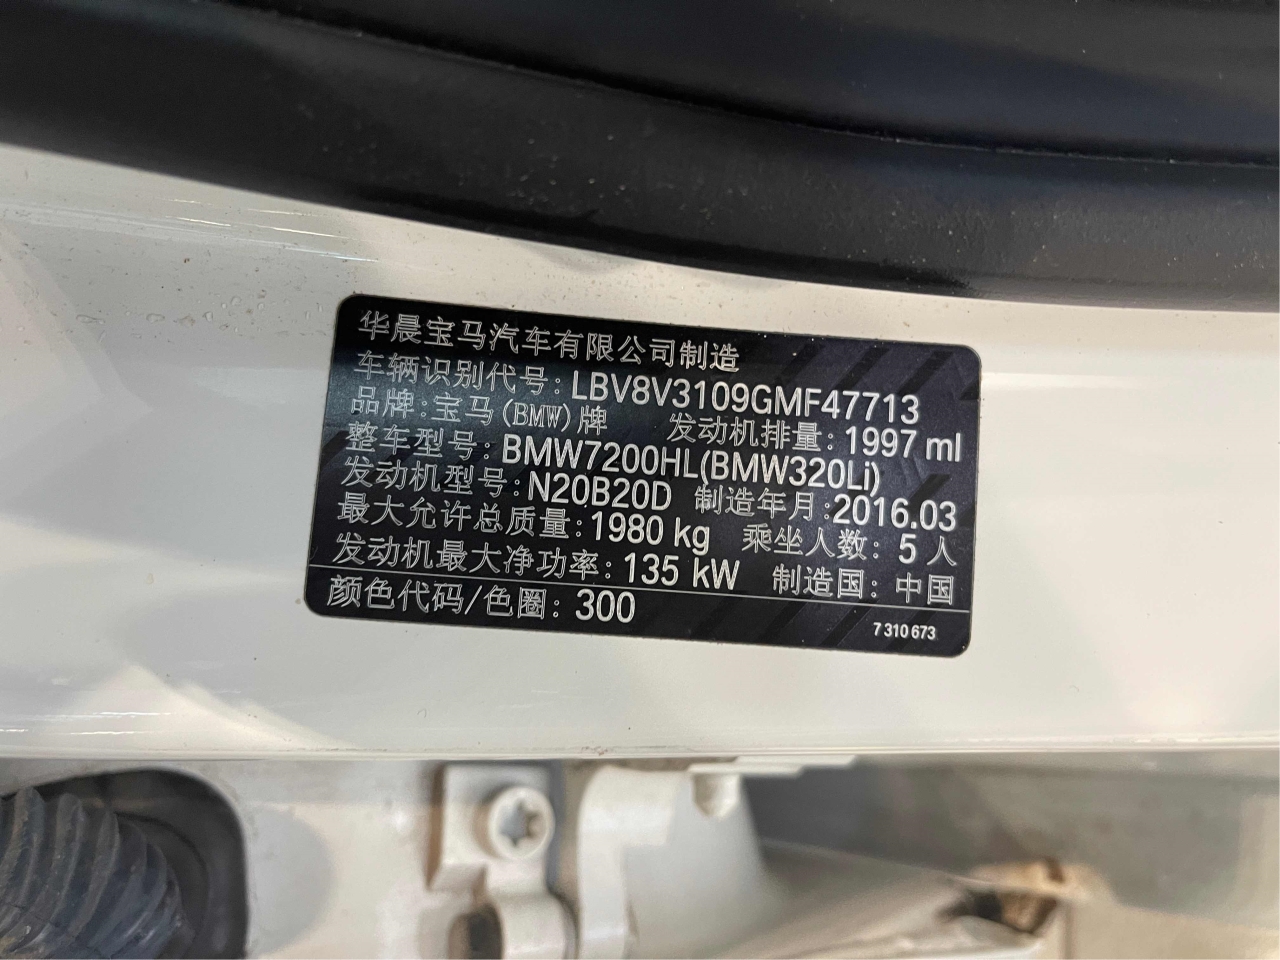 华晨宝马汽车有限公司制造
车辆识别代号: LBV8V3109GMF47713
品牌:宝马(BMW)牌 发动机排量: 1997 ml
整车型号: BMW7200HL(BMW320Li)
发动机型号: N20B20D 制造年月:2016.03
最大允许总质量: 1980 kg 乘坐人数: 5 人
发动机最大净功率: 135 kW 制造国: 中国
颜色代码/色圈: 300
7 310 673